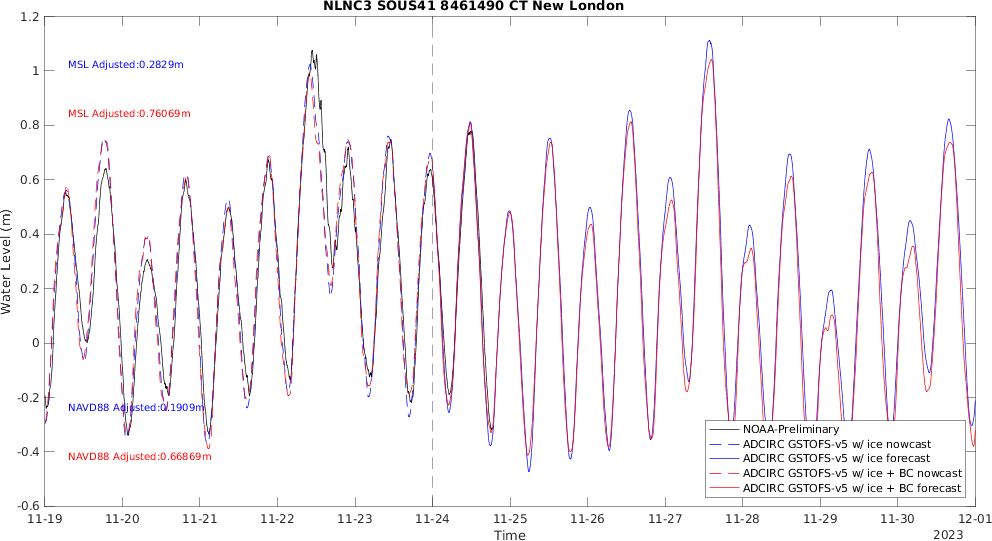 NLNC3 SOUS41 8461490 CT New London
1.2
1
0.8
0.6
0.4
0.2
0
-0.2
-0.4
-0.6
Water Level (m)
MSL Adjusted:0.2829m
MSL Adjusted:0.76069m
NAVD88 Adjusted:0.1909m
NAVD88 Adjusted:0.66869m
NOAA-Preliminary
ADCIRC GSTOFS-v5 w/ ice nowcast
ADCIRC GSTOFS-v5 w/ ice forecast
ADCIRC GSTOFS-v5 w/ ice + BC nowcast
ADCIRC GSTOFS-v5 w/ ice + BC forecast
11-19 11-20 11-21 11-22 11-23 11-24 11-25 11-26 11-27 11-28 11-29 11-30 12-01
Time
2023